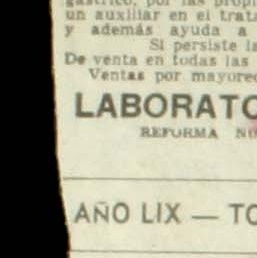 gástrico, por las propi
un auxiliar en el trata
y además ayuda a
Si persiste la
De venta en todas las
Ventas por mayoreo
LABORATO
REFORMA NO
AÑO LIX — TO